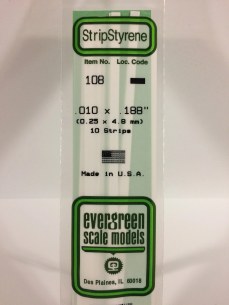 StripStyrene
Item No. Loc. Code
108
.010 x .188"
(0.25 x 4.8 mm)
10 Strips
Made in U.S.A.
evergreen
scale models
Des Plaines, IL 60018